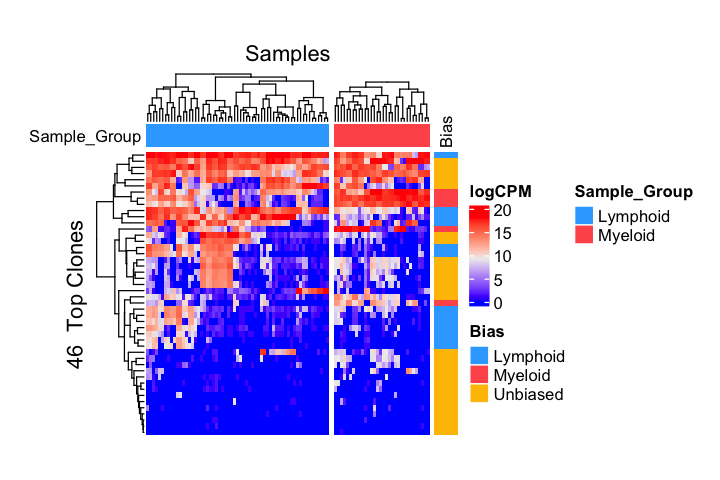 Samples
Sample_Group
Bias
46 Top Clones
logCPM
20
15
10
5
0
Sample_Group
Lymphoid
Myeloid
Bias
Lymphoid
Myeloid
Unbiased